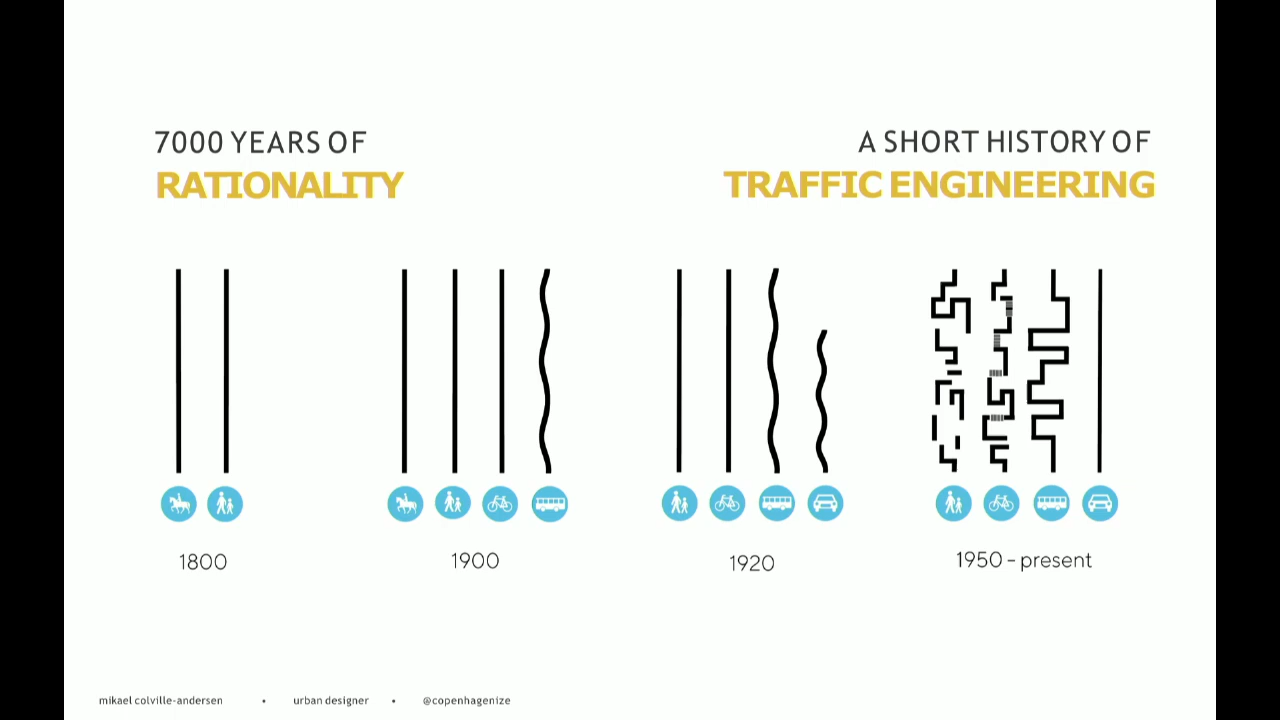 7000 YEARS OF
RATIONALITY
A SHORT HISTORY OF
TRAFFIC ENGINEERING
1800
1900
1920
1950 - present
mikael colville-andersen • urban designer • @copenhagenize